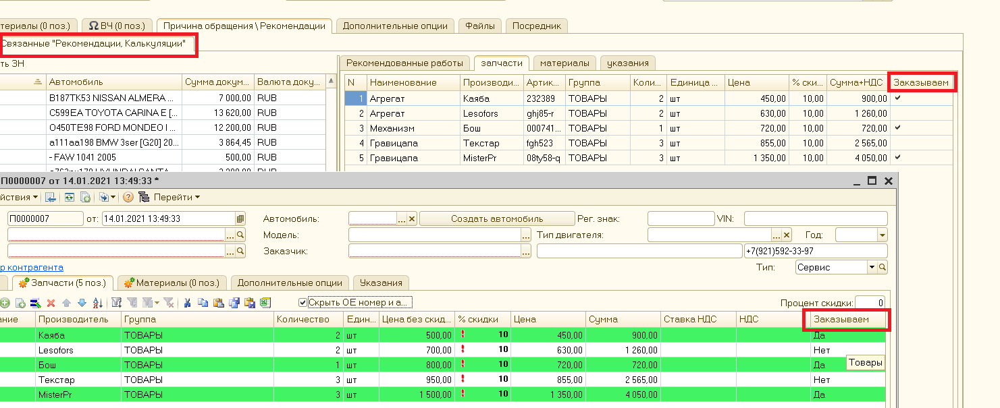 териалы (0 поз.) ВЧ (0 поз.) Причина обращения \ Рекомендации Дополнительные опции Файлы Посредник
Связанные "Рекомендации, Калькуляции"
ть ЗН
Рекомендованные работы запчасти материалы указания
Автомобиль Сумма докум... Валюта доку...
N Наименование Производи... Артик... Группа Коли... Единица ... Цена % ски... Сумма+НДС Заказываем
B187TK53 NISSAN ALMERA ... 7 000,00 RUB
1 Агрегат Каяба 232389 ТОВАРЫ 2 шт 450,00 10,00 900,00 ✔
C599EA TOYOTA CARINA E [... 13 620,00 RUB
2 Агрегат Lesofors ghj85-r ТОВАРЫ 2 шт 630,00 10,00 1 260,00
O450TE98 FORD MONDEO I ... 12 200,00 RUB
3 Механизм Бош 000741... ТОВАРЫ 1 шт 720,00 10,00 720,00 ✔
a111aa198 BMW 3ser [G20] 20... 3 864,45 RUB
4 Гравицапа Текстар fgh523 ТОВАРЫ 3 шт 855,00 10,00 2 565,00
- FAW 1041 2005 500,00 RUB
5 Гравицапа MisterPr 08ty58-q ТОВАРЫ 3 шт 1 350,00 10,00 4 050,00 ✔
П0000007 от 14.01.2021 13:49:33 *
йствия Перейти
П0000007 от: 14.01.2021 13:49:33 Автомобиль: ... Создать автомобиль Рег. знак: VIN:
... Модель: ... Тип двигателя: ... Год:
... Заказчик: ... +7(921)592-33-97
р контрагента
Тип: Сервис
Запчасти (5 поз.) Материалы (0 поз.) Дополнительные опции Указания
Скрыть ОЕ номер и а... Процент скидки: 0
ание Производитель Группа Количество Един... Цена без скид... % скидки Цена Сумма Ставка НДС НДС Заказываем
Каяба ТОВАРЫ 2 шт 500,00 10 450,00 900,00 Да
Lesofors ТОВАРЫ 2 шт 700,00 10 630,00 1 260,00 Нет
Бош ТОВАРЫ 1 шт 800,00 10 720,00 720,00 Да
Товары
Текстар ТОВАРЫ 3 шт 950,00 10 855,00 2 565,00 Нет
MisterPr ТОВАРЫ 3 шт 1 500,00 10 1 350,00 4 050,00 Да